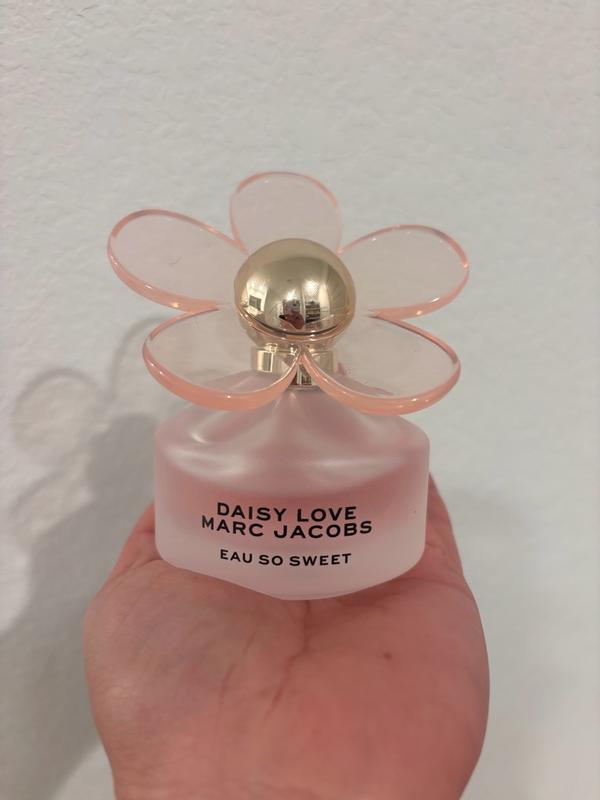 DAISY LOVE
MARC JACOBS
EAU SO SWEET